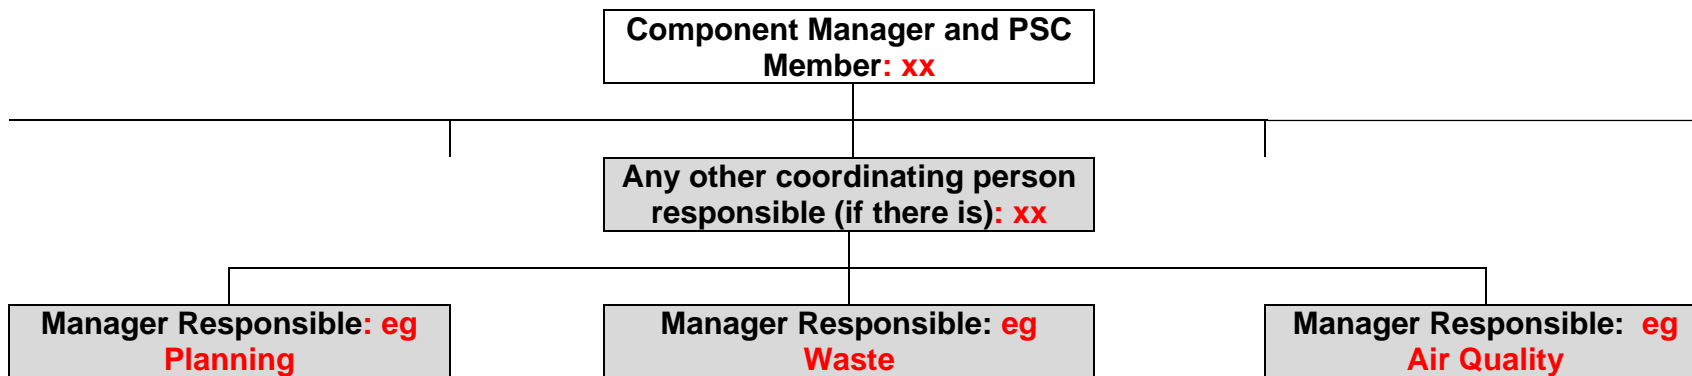 Component Manager and PSC
Member: xx
Any other coordinating person
responsible (if there is): xx
Manager Responsible: eg
Planning
Manager Responsible: eg
Waste
Manager Responsible: eg
Air Quality